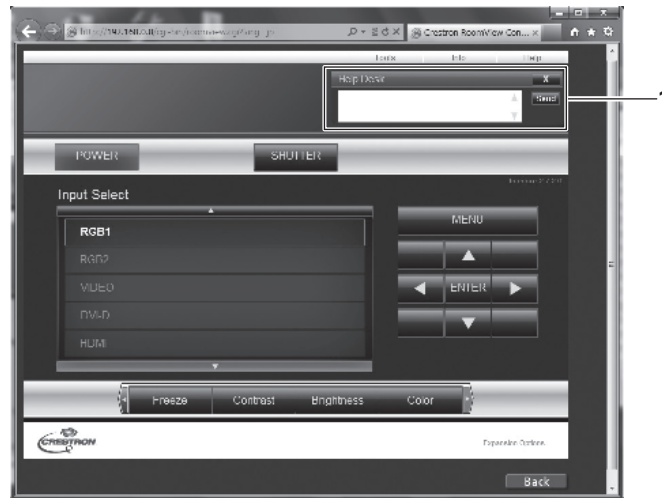 Crestron RoomView Con... x
Tools Info Help
Help Desk X
Send
1
POWER SHUTTER
Input Select
RGB1
MENU
RGB2
VIDEO
ENTER
DVI-D
HDMI
Freeze Contrast Brightness Color
CRESTRON
Expansion Options
Back